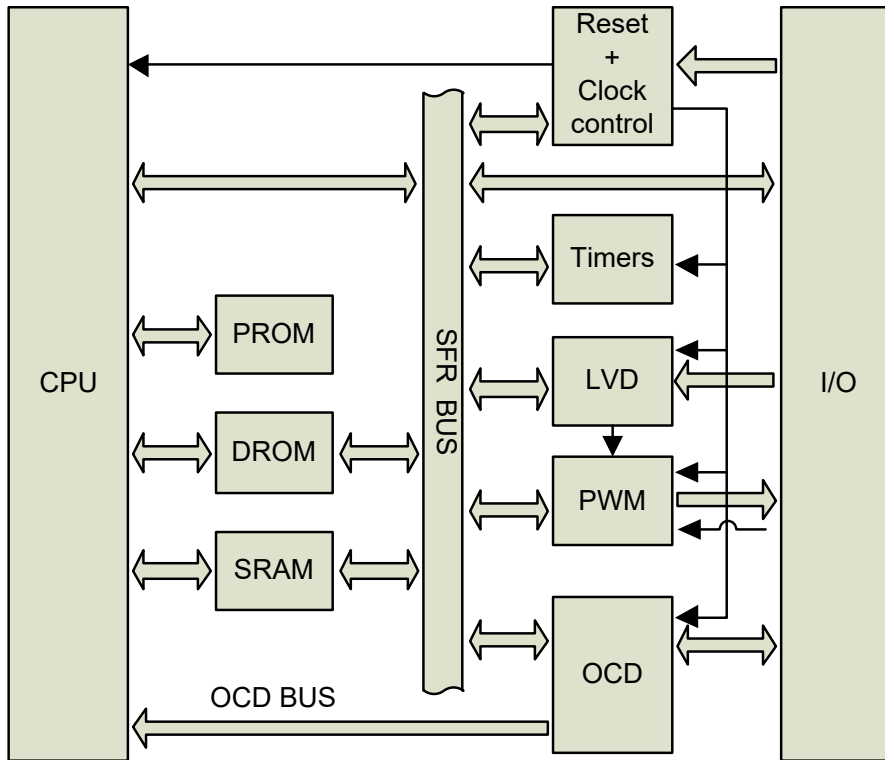 Reset
+
Clock
control
Timers
PROM
SFR BUS
CPU
LVD
I/O
DROM
PWM
SRAM
OCD
OCD BUS